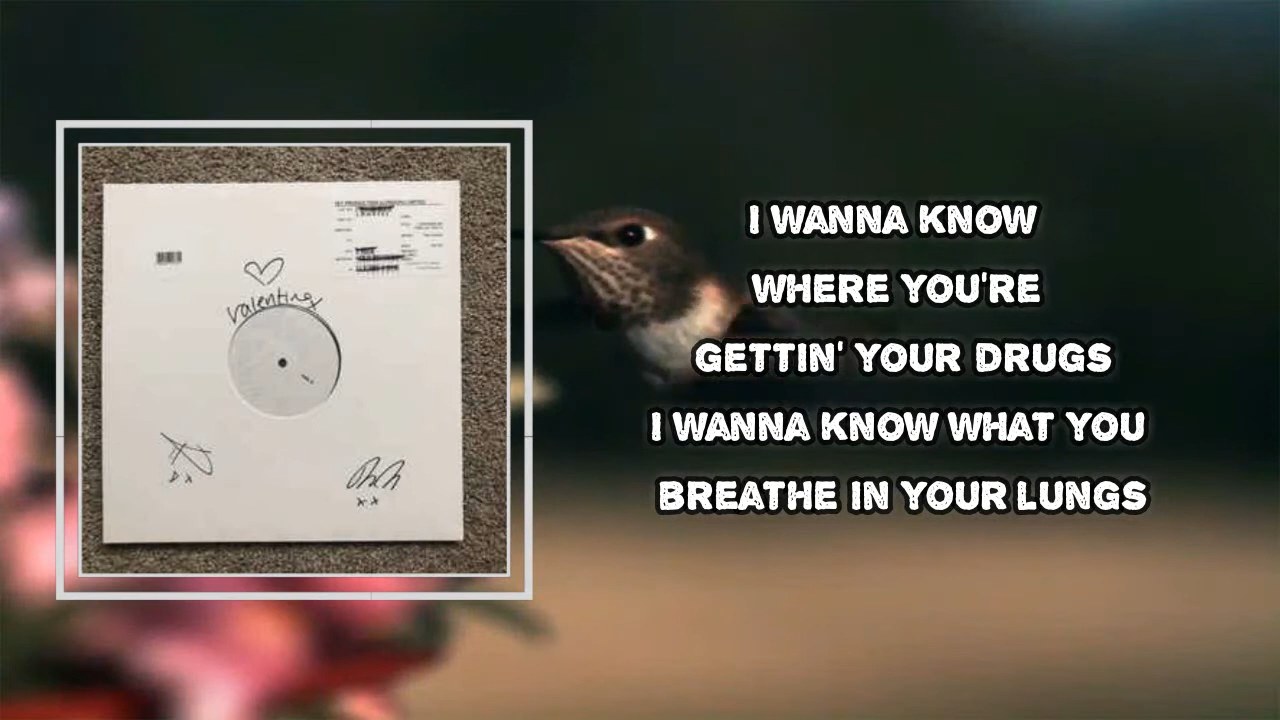 valentine
I WANNA KNOW
WHERE YOU'RE
GETTIN' YOUR DRUGS
I WANNA KNOW WHAT YOU
BREATHE IN YOUR LUNGS